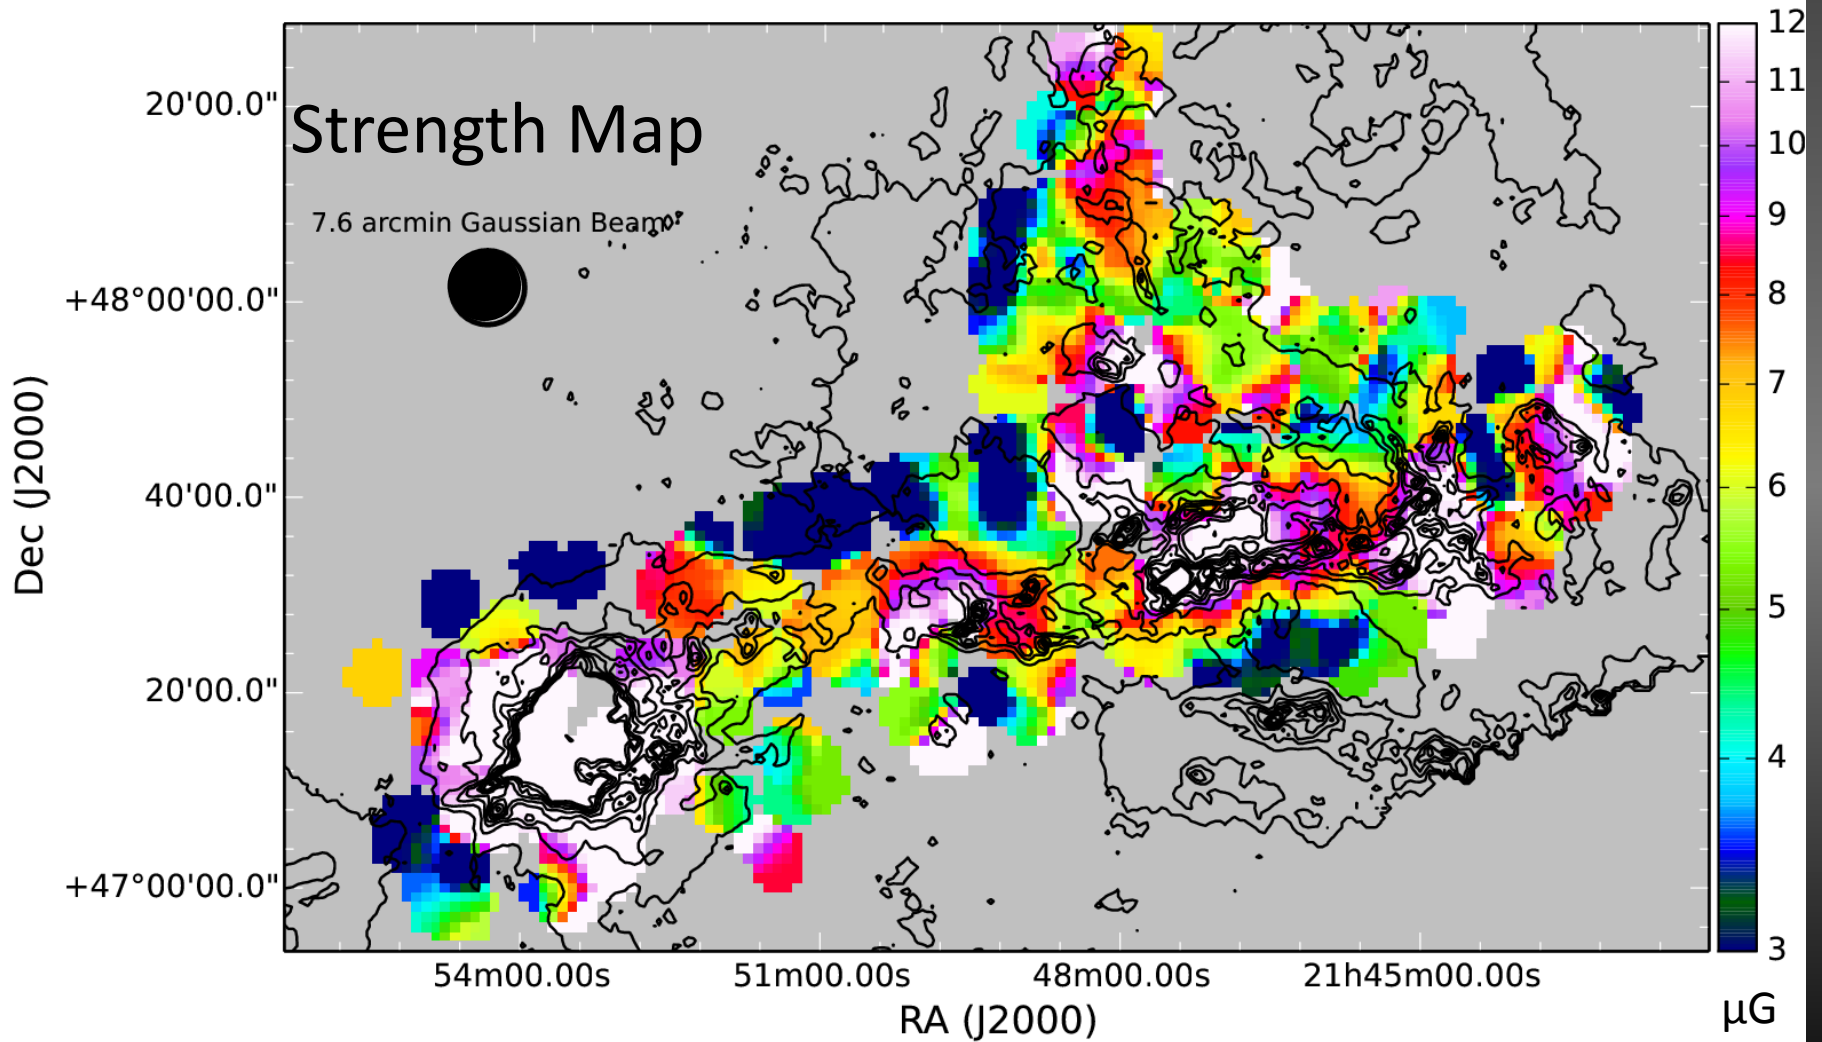 Strength Map
7.6 arcmin Gaussian Beam
20'00.0"
+48°00'00.0"
40'00.0"
20'00.0"
+47°00'00.0"
Dec (J2000)
54m00.00s 51m00.00s 48m00.00s 21h45m00.00s
RA (J2000)
12
11
10
9
8
7
6
5
4
3
μG